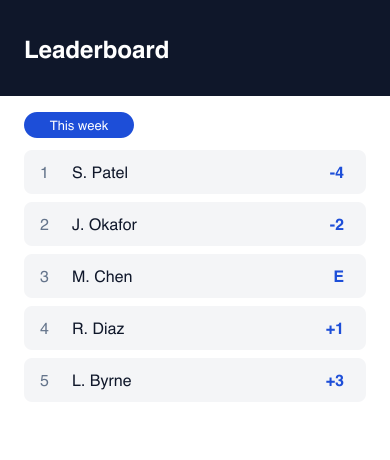 Leaderboard
This week
1 S. Patel -4
2 J. Okafor -2
3 M. Chen E
4 R. Diaz +1
5 L. Byrne +3